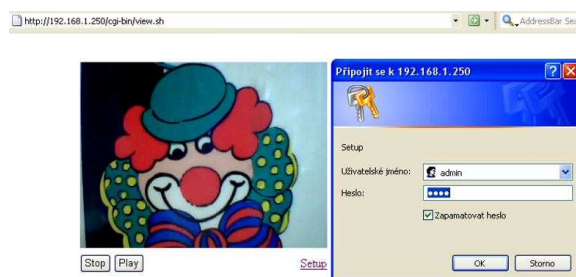 http://192.168.1.250/cgi-bin/view.sh
AddressBar Sea
Připojit se k 192.168.1.250
Setup
Uživatelské jméno:
admin
Heslo:
Zapamatovat heslo
OK
Storno
Stop
Play
Setup